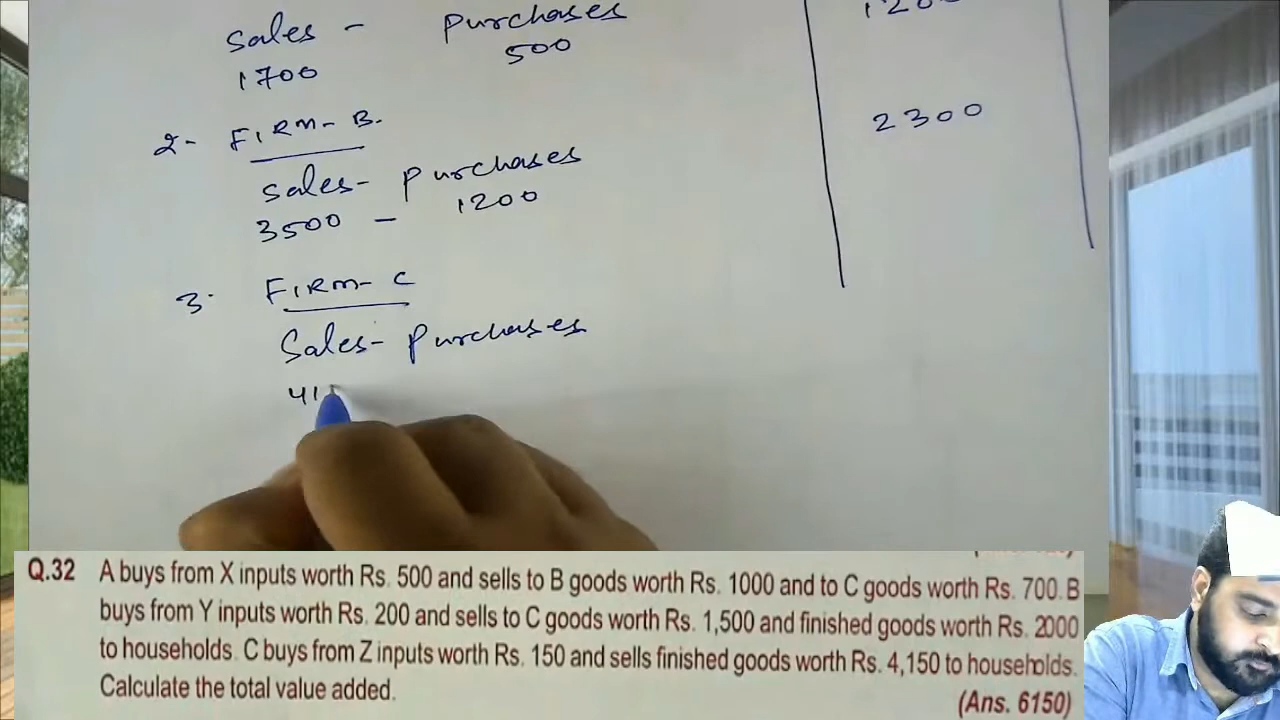 Sales - Purchases
1700 500
2- FIRM- B.
Sales- Purchases
3500 - 1200
2300
3. FIRM- C
Sales- Purchases
41
Q.32 A buys from X inputs worth Rs. 500 and sells to B goods worth Rs. 1000 and to C goods worth Rs. 700. B
buys from Y inputs worth Rs. 200 and sells to C goods worth Rs. 1,500 and finished goods worth Rs. 2000
to households. C buys from Z inputs worth Rs. 150 and sells finished goods worth Rs. 4,150 to households.
Calculate the total value added.
(Ans. 6150)